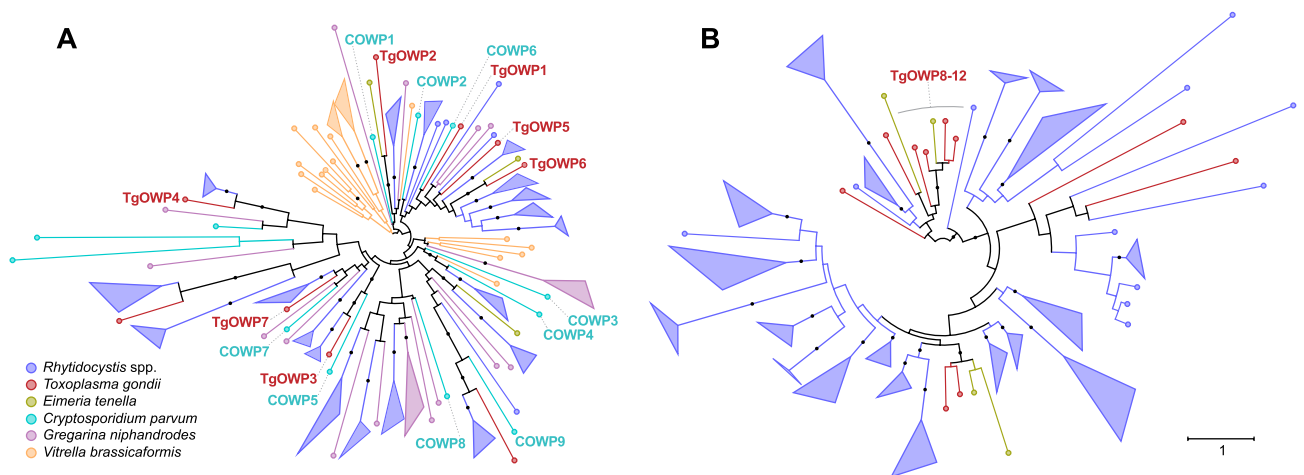 A
B
COWP1
COWP6
TgOWP2
TgOWP1
COWP2
TgOWP8-12
TgOWP5
TgOWP6
TgOWP4
COWP3
TgOWP7
COWP4
COWP7
TgOWP3
COWP5
COWP8
COWP9
Rhytidocystis spp.
Toxoplasma gondii
Eimeria tenella
Cryptosporidium parvum
Gregarina niphandrodes
Vitrella brassicaformis
1